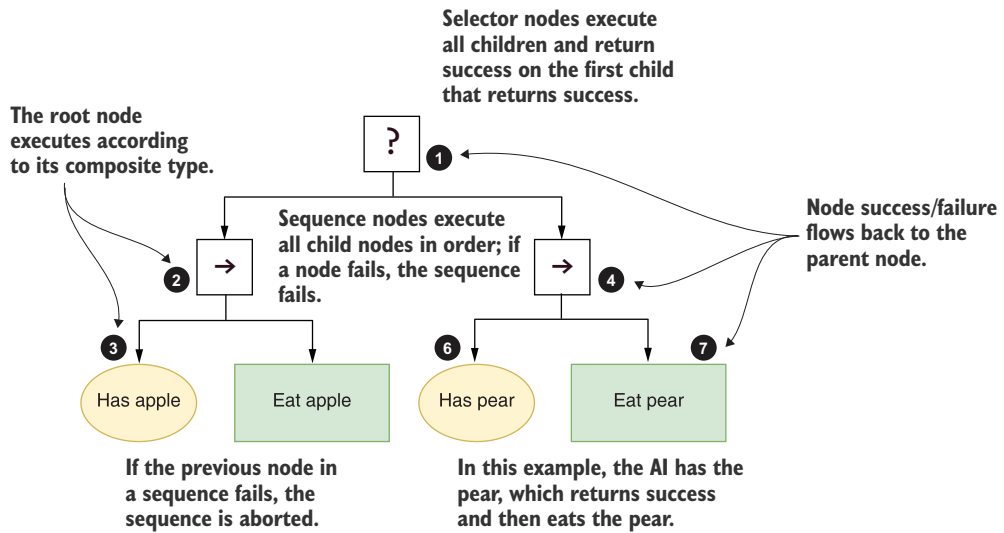 Selector nodes execute
all children and return
success on the first child
that returns success.
The root node
executes according
to its composite type.
?
1
Node success/failure
flows back to the
parent node.
Sequence nodes execute
all child nodes in order; if
a node fails, the sequence
fails.
→
2
→
4
3
6
7
Has apple
Eat apple
Has pear
Eat pear
If the previous node in
a sequence fails, the
sequence is aborted.
In this example, the AI has the
pear, which returns success
and then eats the pear.